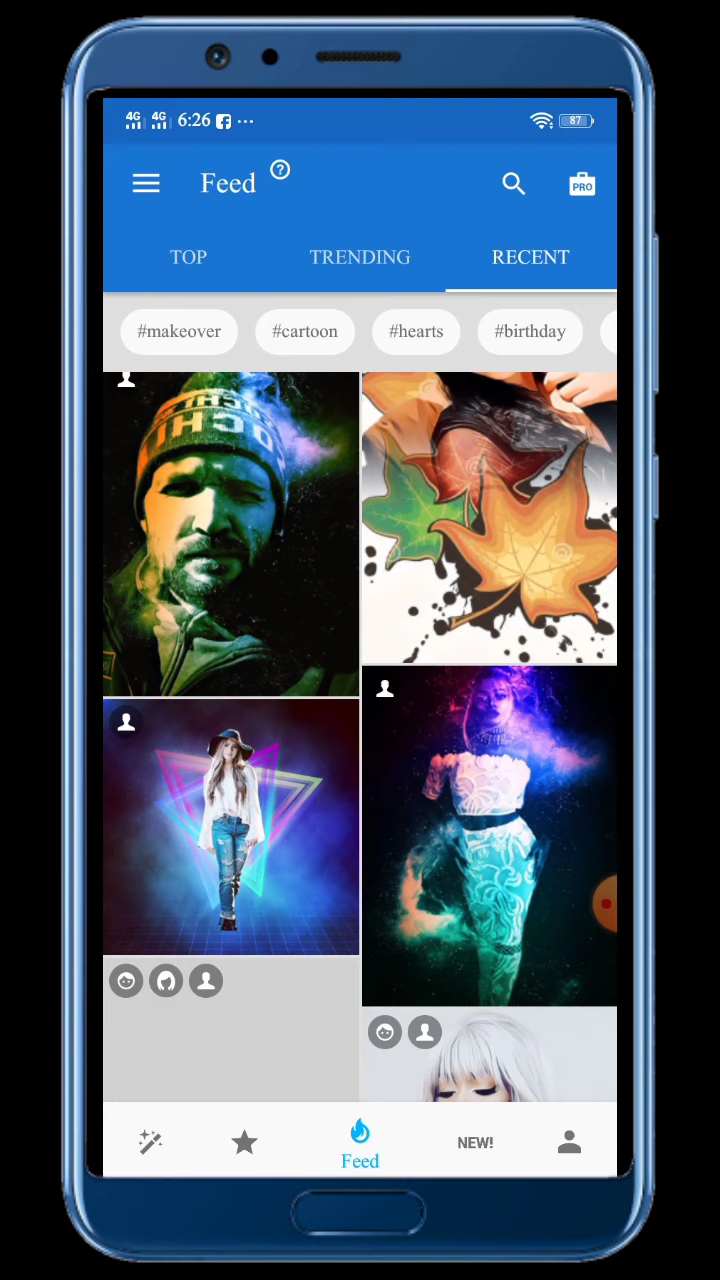 4G 4G 6:26 ... 87
Feed ?
PRO
TOP TRENDING RECENT
#makeover #cartoon #hearts #birthday
Feed
NEW!